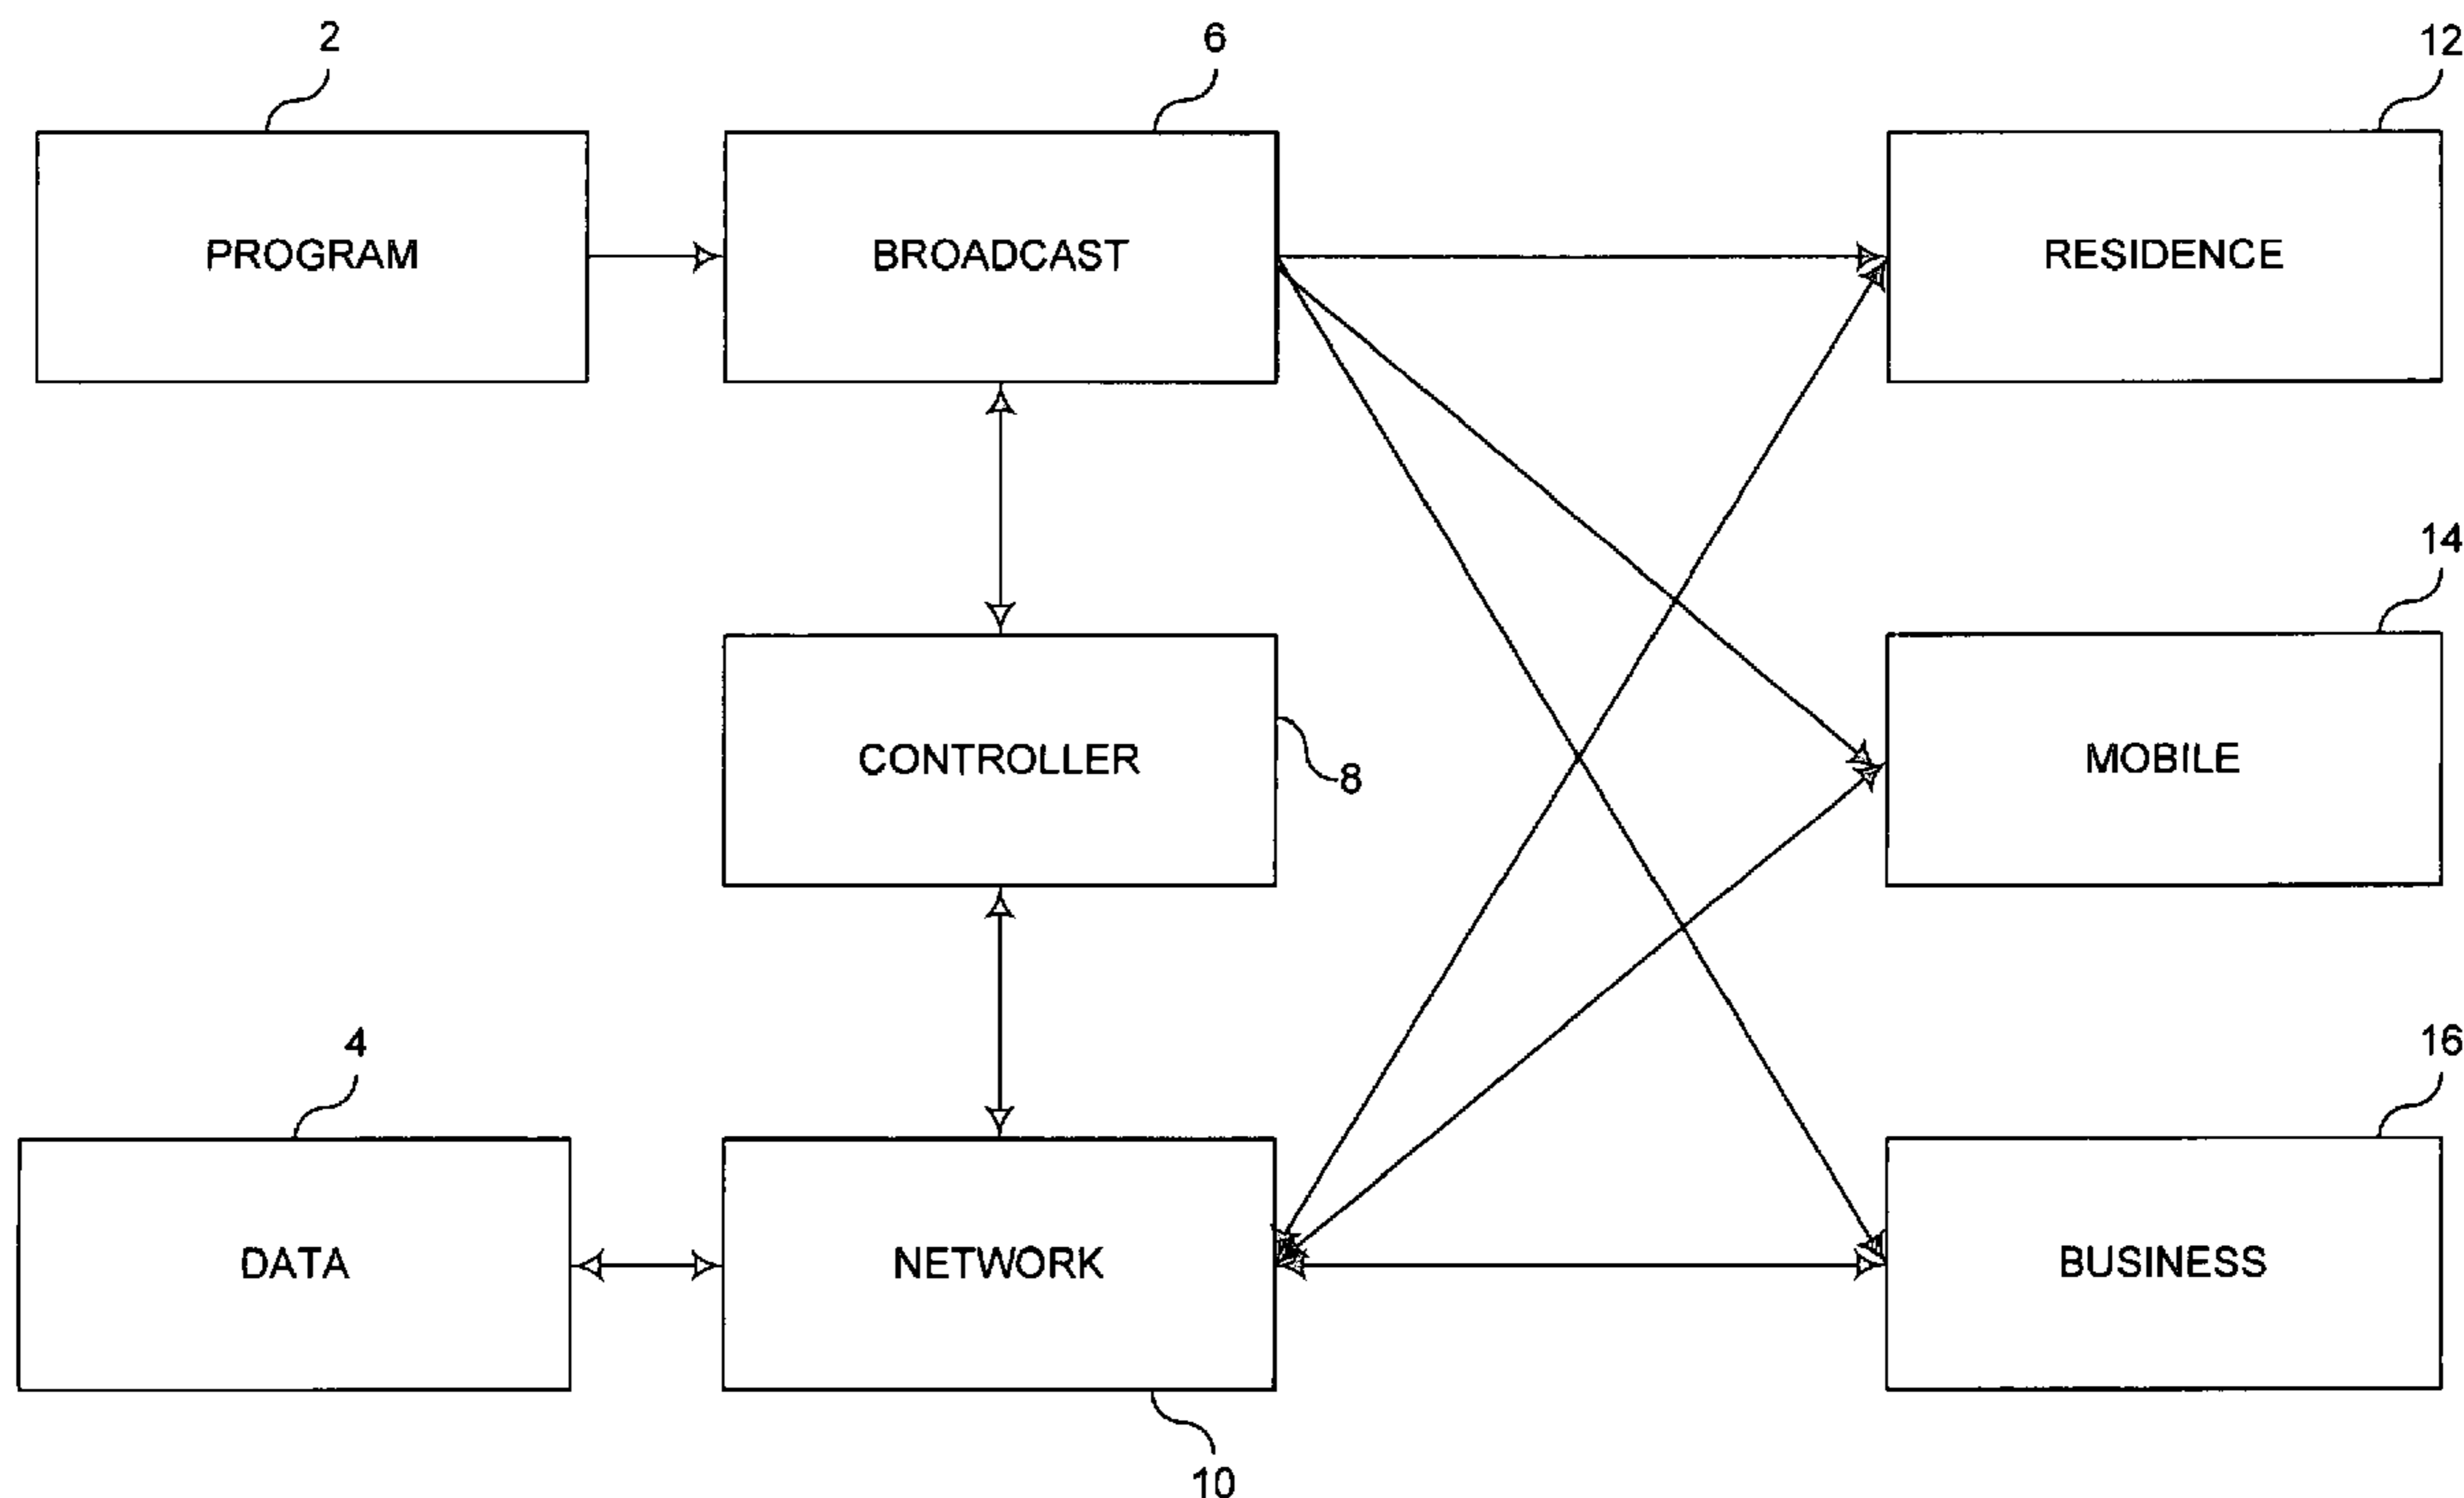 2
6
12
PROGRAM
BROADCAST
RESIDENCE
14
CONTROLLER
8
MOBILE
4
16
DATA
NETWORK
BUSINESS
10